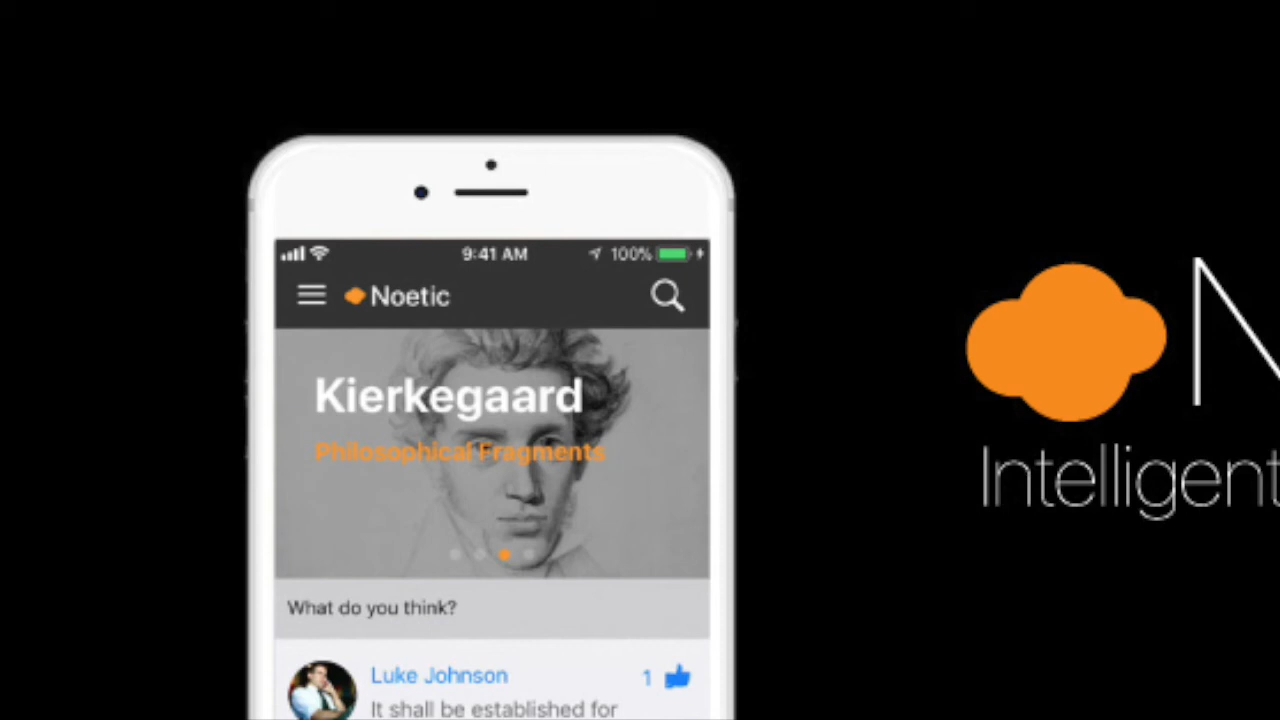 9:41 AM 100%
Noetic
Kierkegaard
Philosophical Fragments
What do you think?
Luke Johnson 1
It shall be established for
N
Intelligent